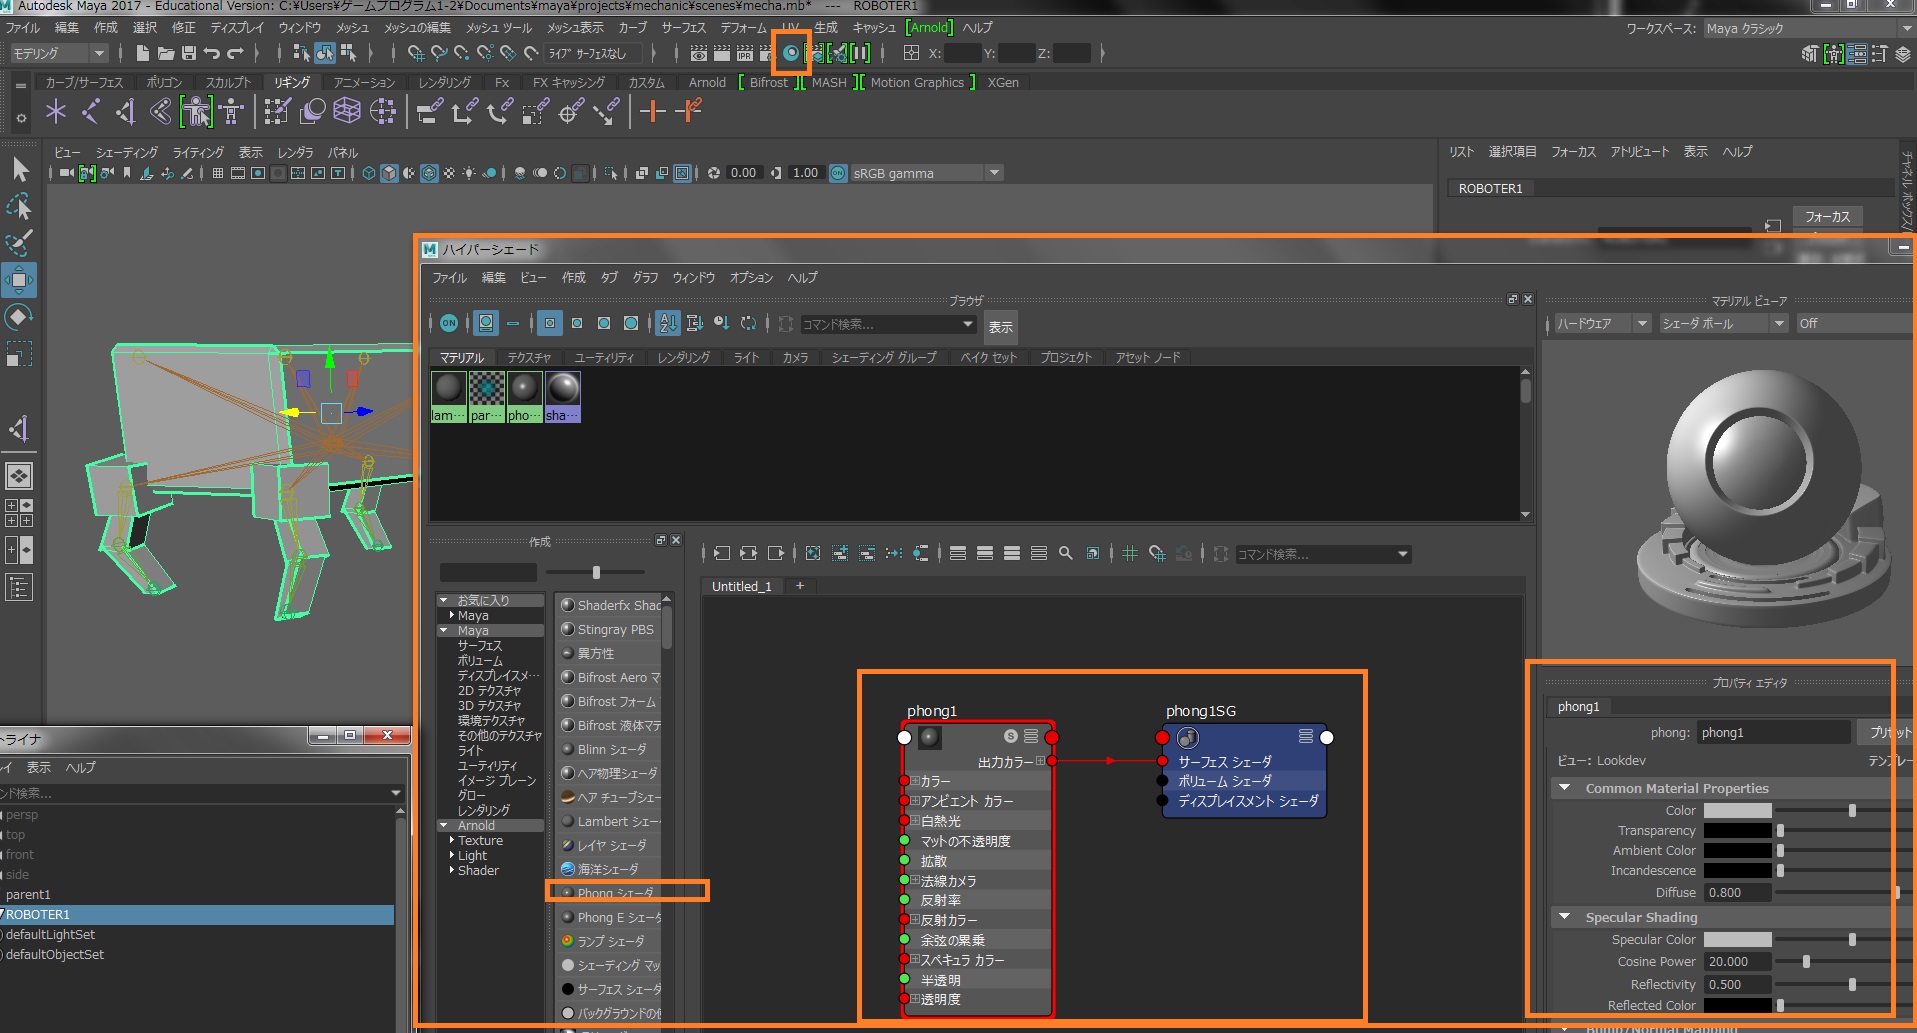 Autodesk Maya 2017 - Educational Version: C:¥Users¥ゲームプログラム1-2¥Documents¥maya¥projects¥mechanic¥scenes¥mecha.mb* --- ROBOTER1
ファイル 編集 作成 選択 修正 ディスプレイ ウィンドウ メッシュ メッシュの編集 メッシュ ツール メッシュ表示 カーブ サーフェス デフォーム UV 生成 キャッシュ [Arnold] ヘルプ
ワークスペース: Maya クラシック
モデリング
ライブ サーフェスなし
IPR
X: Y: Z:
カーブ/サーフェス ポリゴン スカルプト リギング アニメーション レンダリング Fx FX キャッシング カスタム Arnold [ Bifrost ] [ MASH ] [ Motion Graphics ] XGen
ビュー シェーディング ライティング 表示 レンダラ パネル
0.00 1.00 ON sRGB gamma
リスト 選択項目 フォーカス アトリビュート 表示 ヘルプ
ROBOTER1
フォーカス
チャネル ボックス/
ハイパーシェード
ファイル 編集 ビュー 作成 タブ グラフ ウィンドウ オプション ヘルプ
ブラウザ
ON
コマンド検索...
表示
マテリアル テクスチャ ユーティリティ レンダリング ライト カメラ シェーディング グループ ベイク セット プロジェクト アセット ノード
lam... par... pho... sha...
マテリアル ビューア
ハードウェア シェーダ ボール Off
作成
お気に入り
Maya
Maya
サーフェス
ボリューム
ディスプレイスメ...
2D テクスチャ
3D テクスチャ
環境テクスチャ
その他のテクスチャ
ライト
ユーティリティ
イメージ プレーン
グロー
レンダリング
Arnold
Texture
Light
Shader
Shaderfx Shad
Stingray PBS
異方性
Bifrost Aero マ
Bifrost フォーム
Bifrost 液体マテ
Blinn シェーダ
ヘア物理シェーダ
ヘア チューブシェー
Lambert シェー
レイヤ シェーダ
海洋シェーダ
Phong シェーダ
Phong E シェータ
ランプ シェーダ
シェーディング マッ
サーフェス シェータ
バックグラウンドの使
コマンド検索...
Untitled_1 +
phong1
S
出力カラー
カラー
アンビエント カラー
白熱光
マットの不透明度
拡散
法線カメラ
反射率
反射カラー
余弦の累乗
スペキュラ カラー
半透明
透明度
phong1SG
サーフェス シェーダ
ボリューム シェーダ
ディスプレイスメント シェーダ
プロパティ エディタ
phong1
phong: phong1 プリセット
ビュー: Lookdev テンプレー
Common Material Properties
Color
Transparency
Ambient Color
Incandescence
Diffuse 0.800
Specular Shading
Specular Color
Cosine Power 20.000
Reflectivity 0.500
Reflected Color
Bump/Normal Mapping
トライナ
イ 表示 ヘルプ
ンド検索...
persp
top
front
side
parent1
ROBOTER1
defaultLightSet
defaultObjectSet